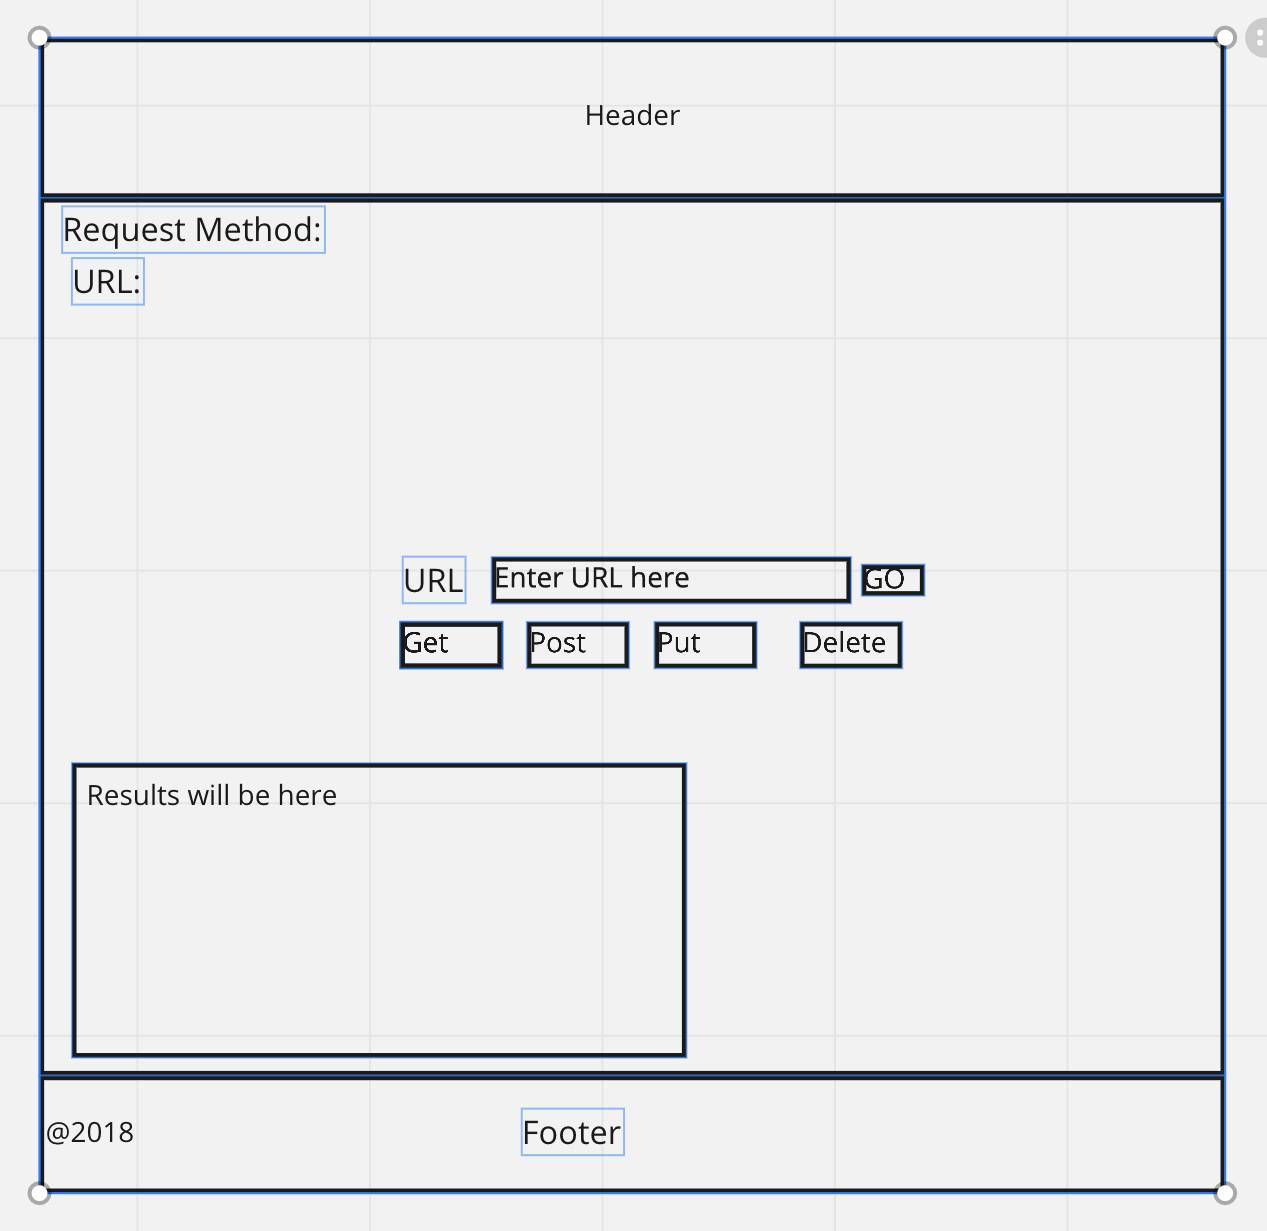 Header
Request Method:
URL:
URL Enter URL here GO
Get Post Put Delete
Results will be here
@2018 Footer